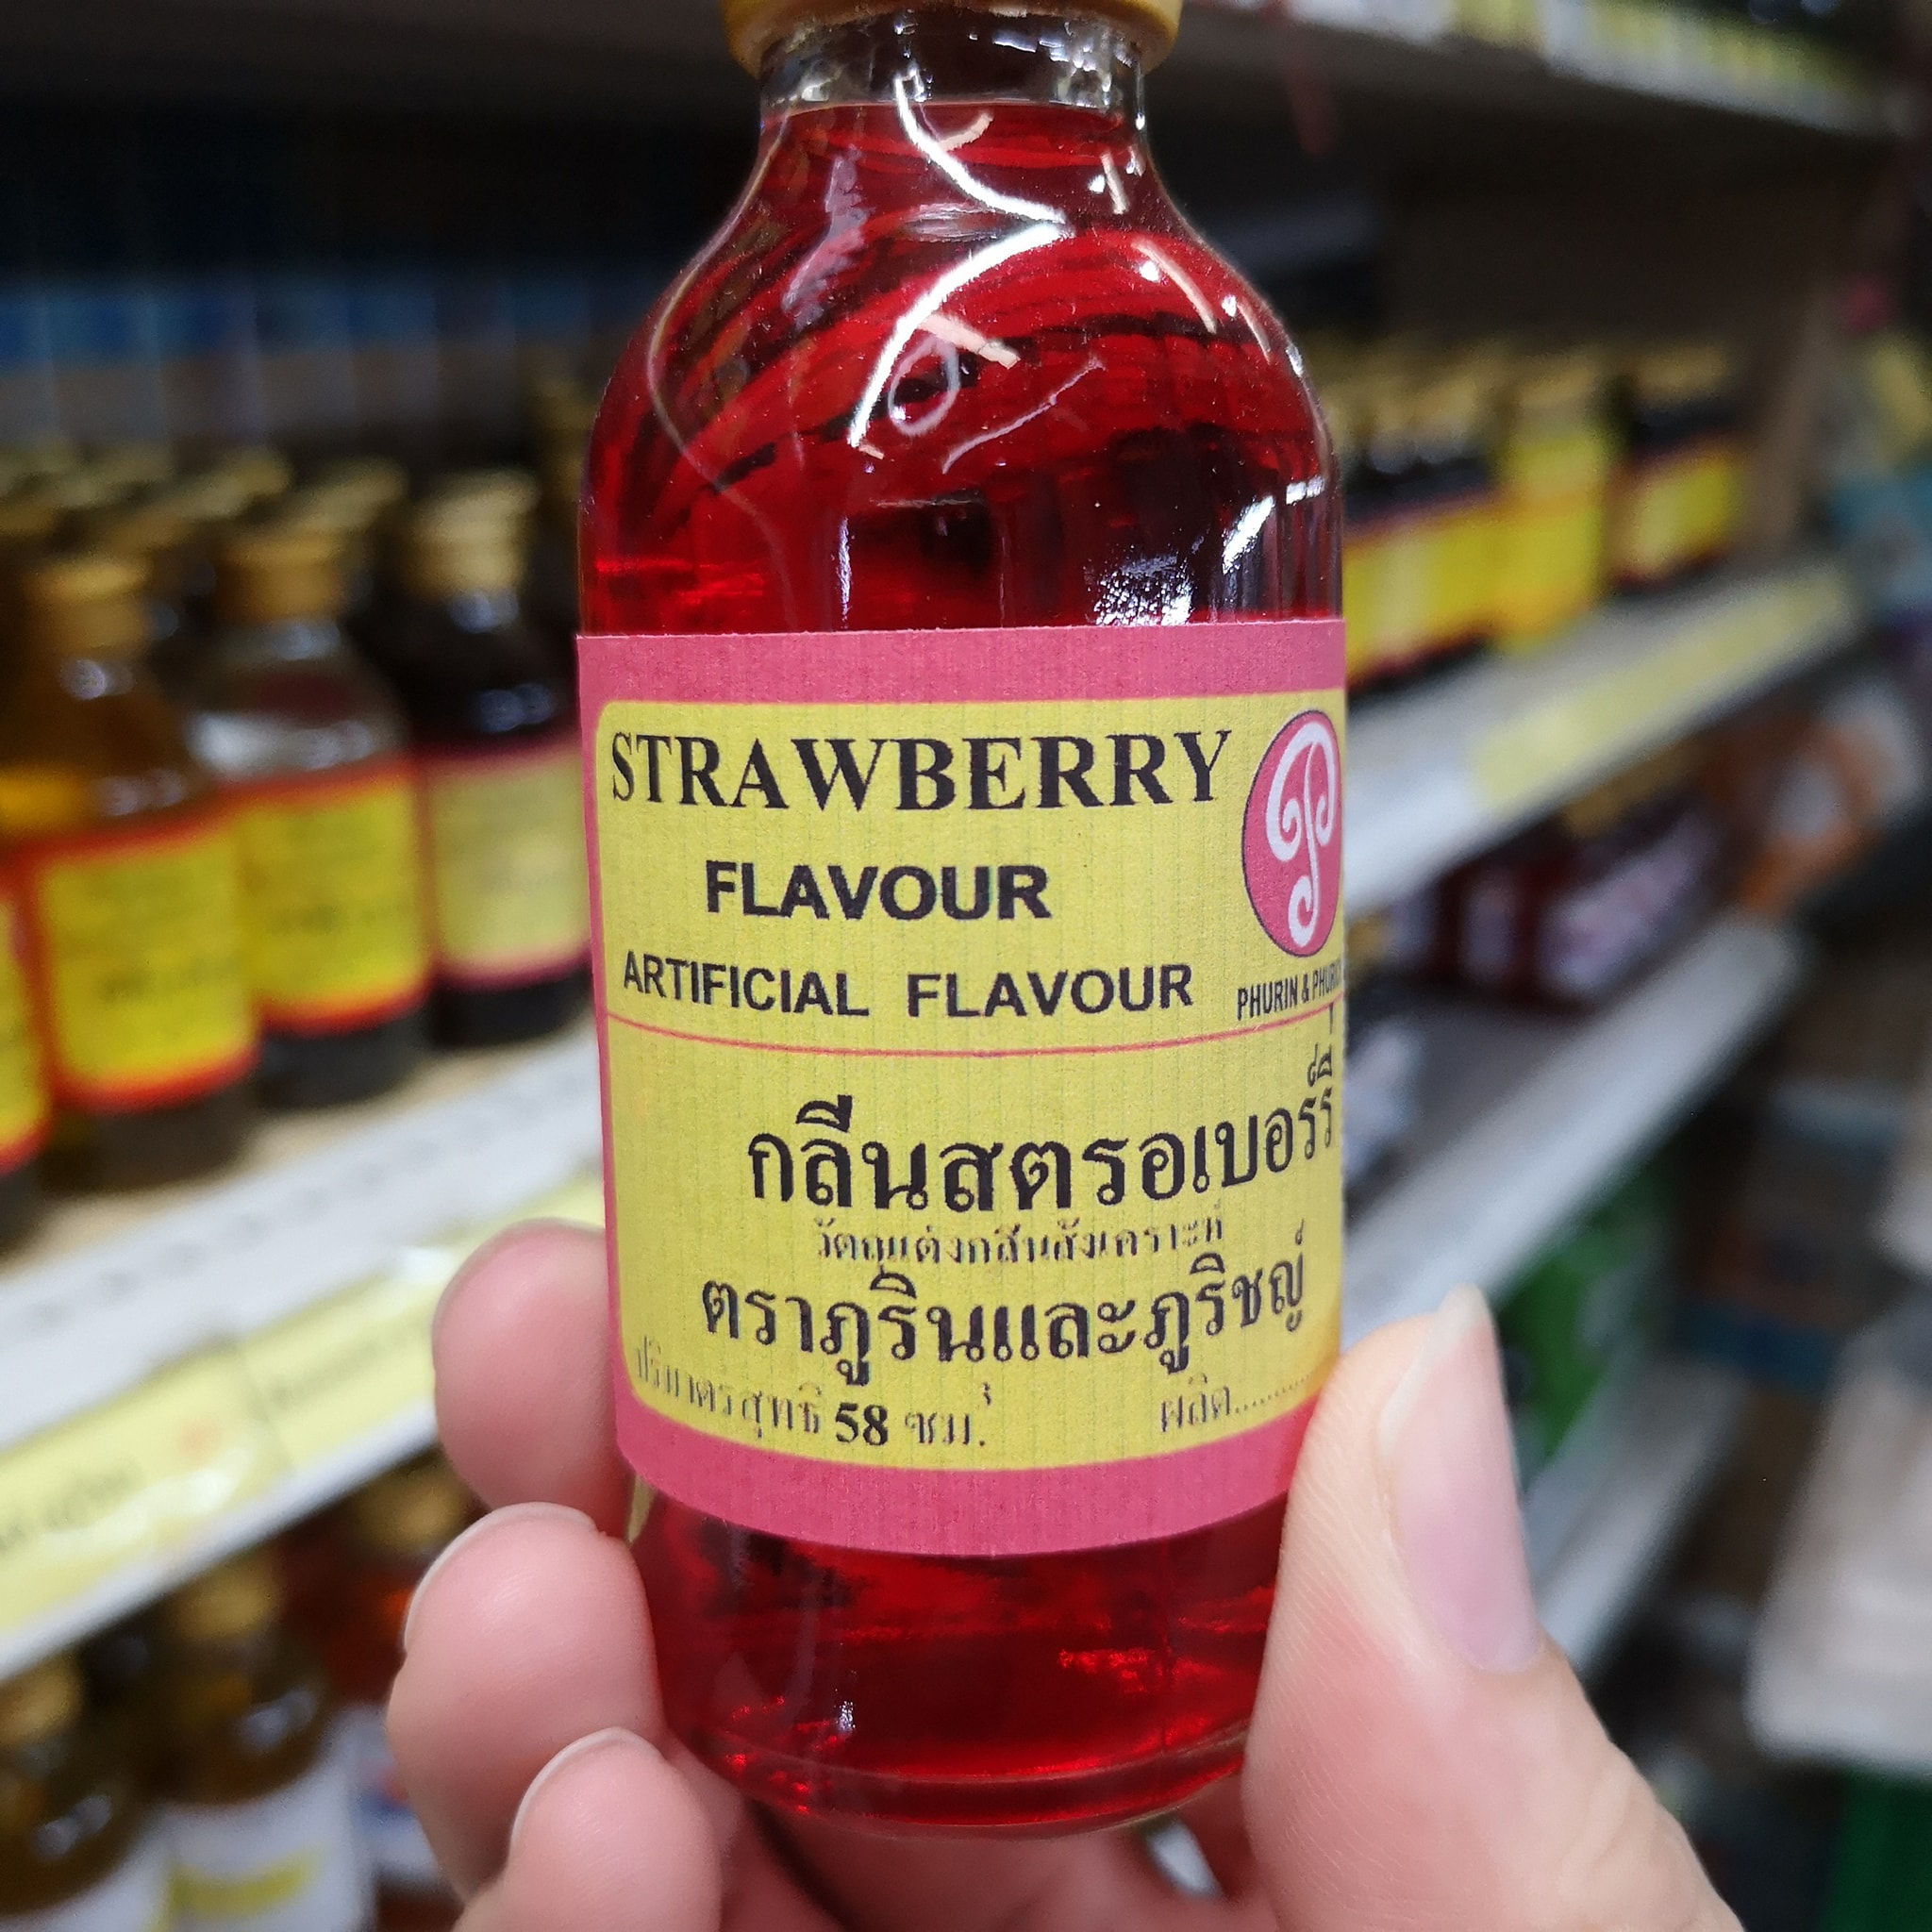 STRAWBERRY
FLAVOUR
ARTIFICIAL FLAVOUR
PHURIN &
กลิ่นสตรอเบอร์รี่
วัตถุแต่งกลิ่นสังเคราะห์
ตราภูรินและภูริชญ์
ปริมาตรสุทธิ 58 ซม.³
ผลิต..........